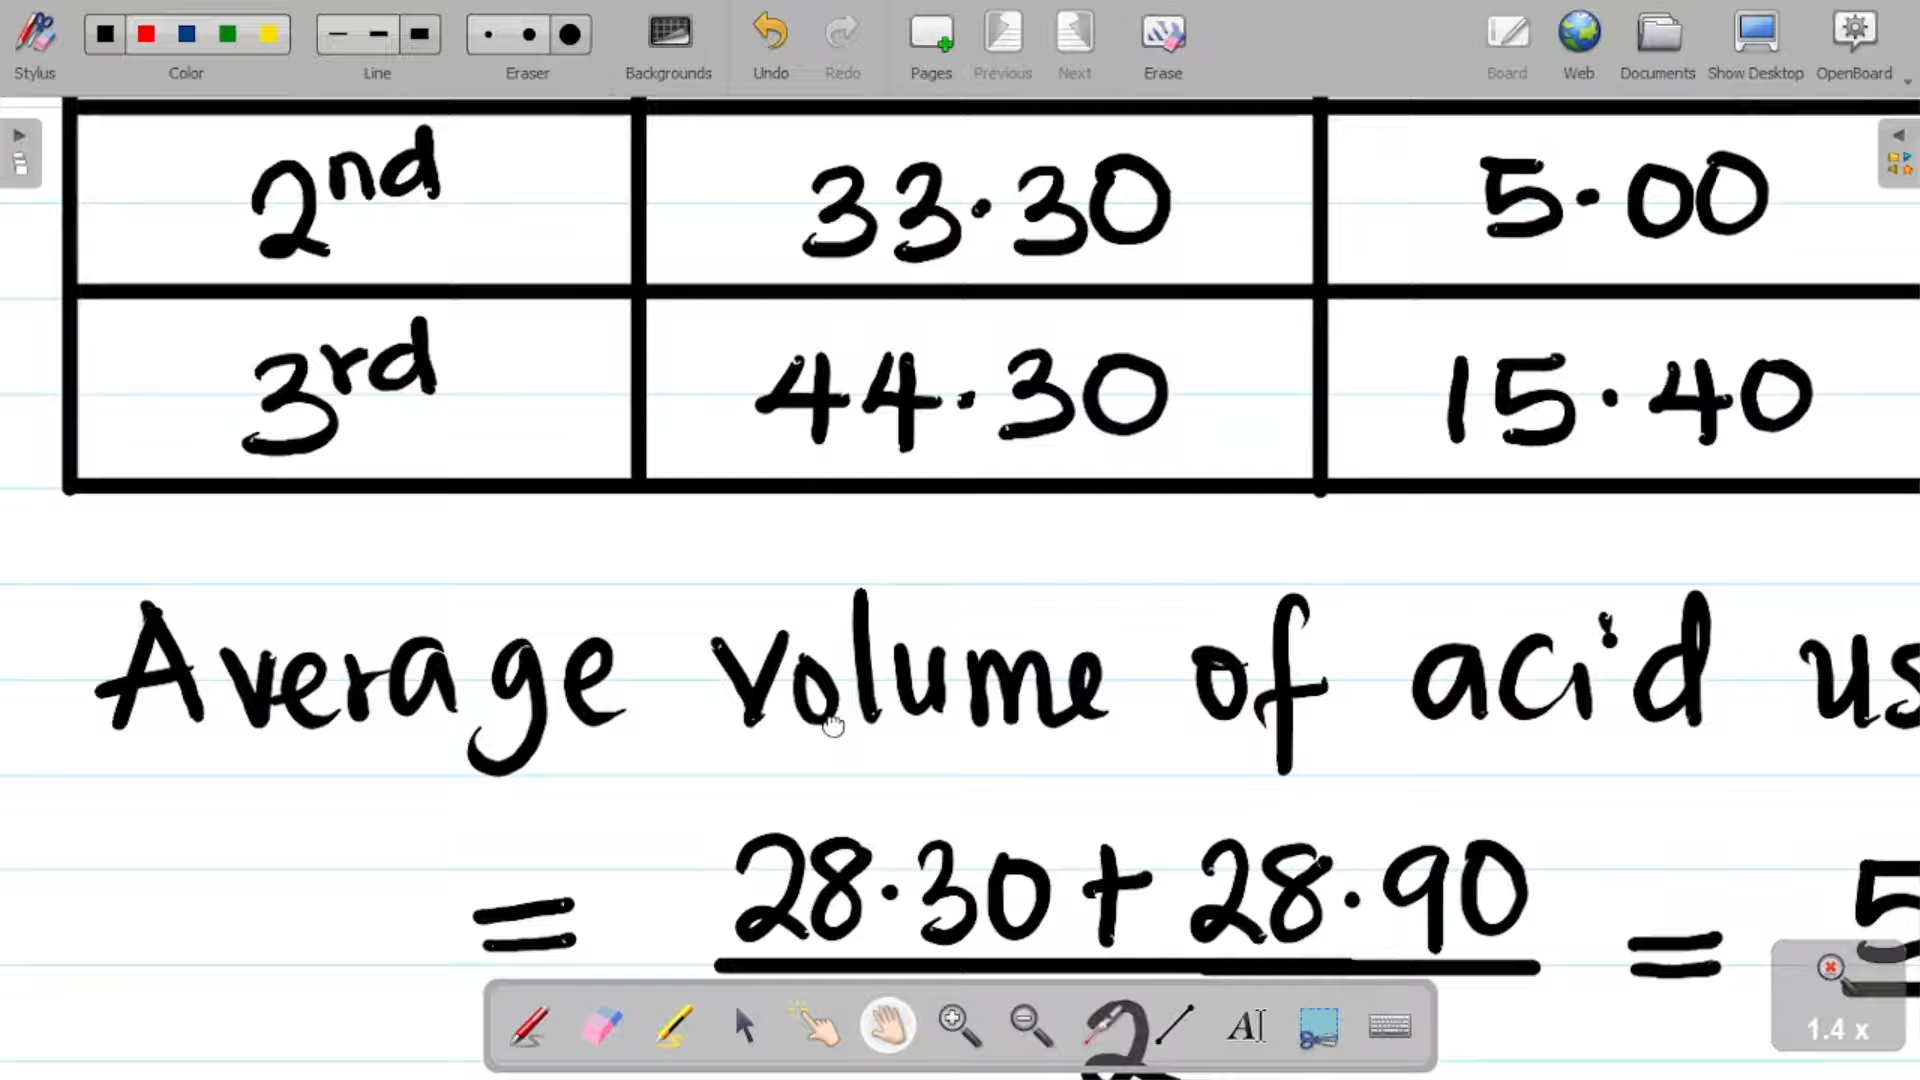 Stylus Color Line Eraser Backgrounds Undo Redo Pages Previous Next Erase Board Web Documents Show Desktop OpenBoard
2nd 33.30 5.00
3rd 44.30 15.40
Average volume of acid us
= 28.30 + 28.90 = 5
2
1.4 x